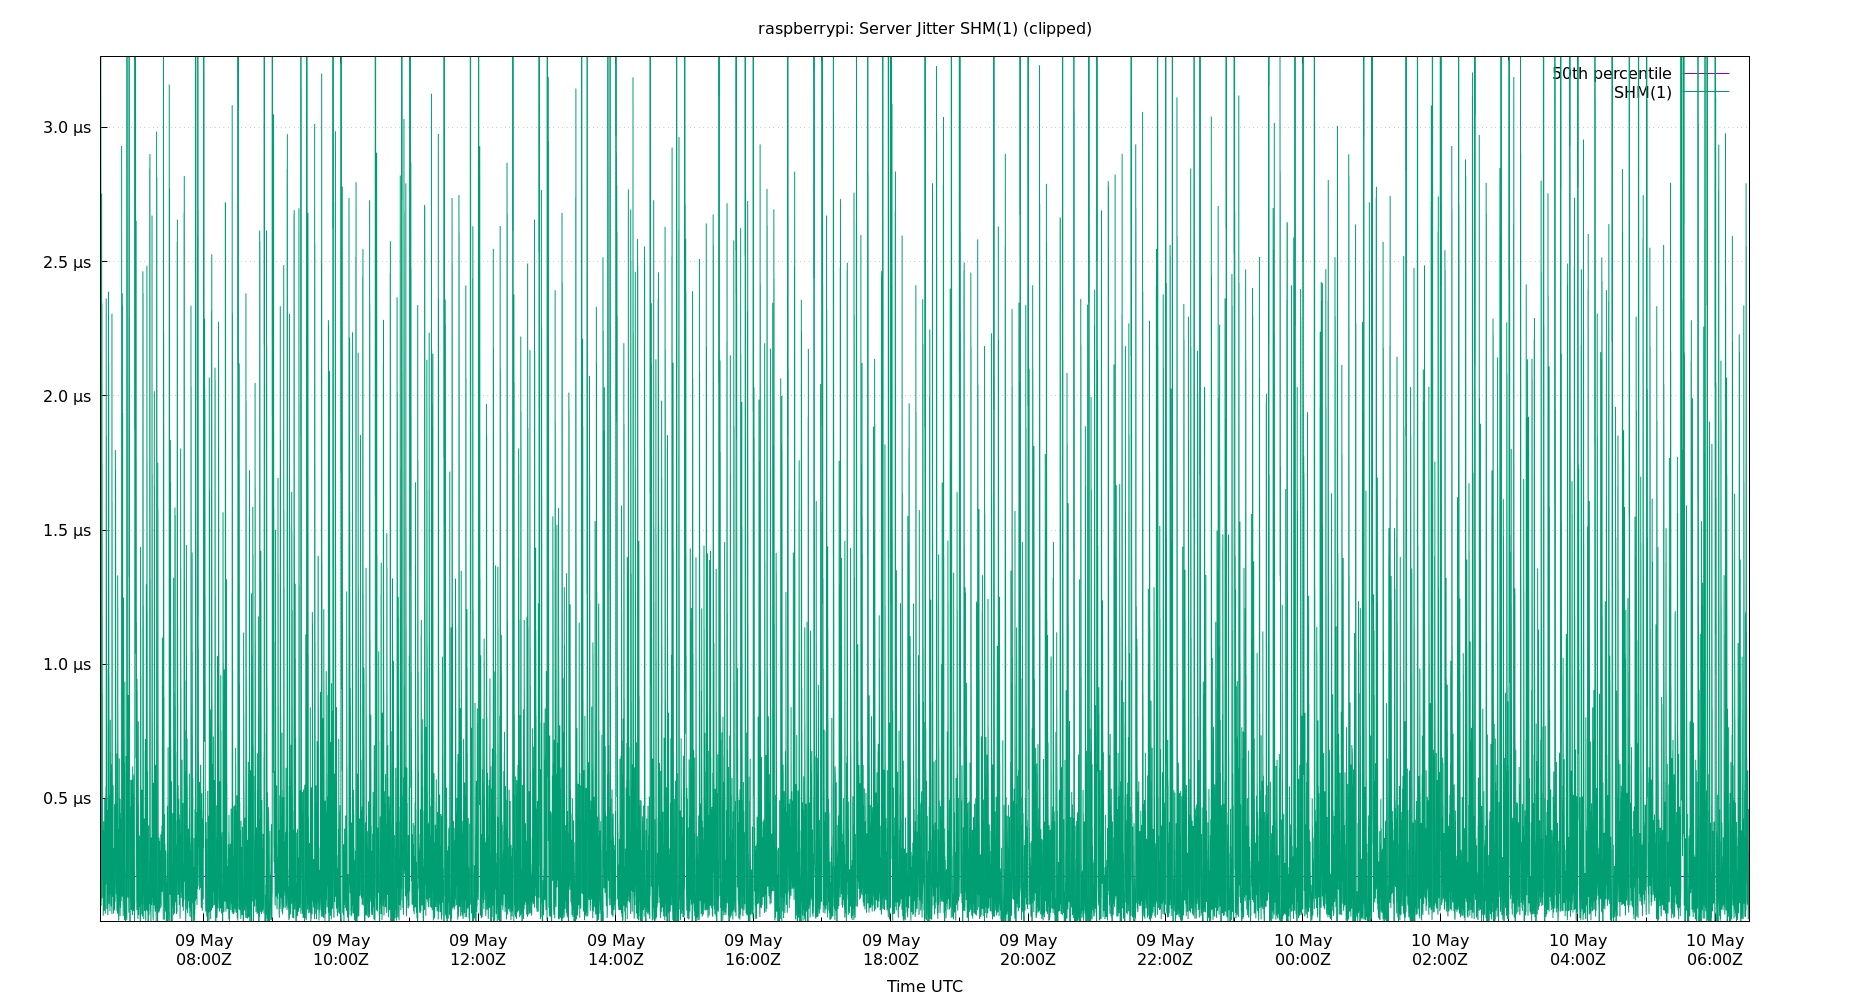 raspberrypi: Server Jitter SHM(1) (clipped)
50th percentile
SHM(1)
3.0 µs
2.5 µs
2.0 µs
1.5 µs
1.0 µs
0.5 µs
09 May 09 May 09 May 09 May 09 May 09 May 09 May 09 May 10 May 10 May 10 May 10 May
08:00Z 10:00Z 12:00Z 14:00Z 16:00Z 18:00Z 20:00Z 22:00Z 00:00Z 02:00Z 04:00Z 06:00Z
Time UTC